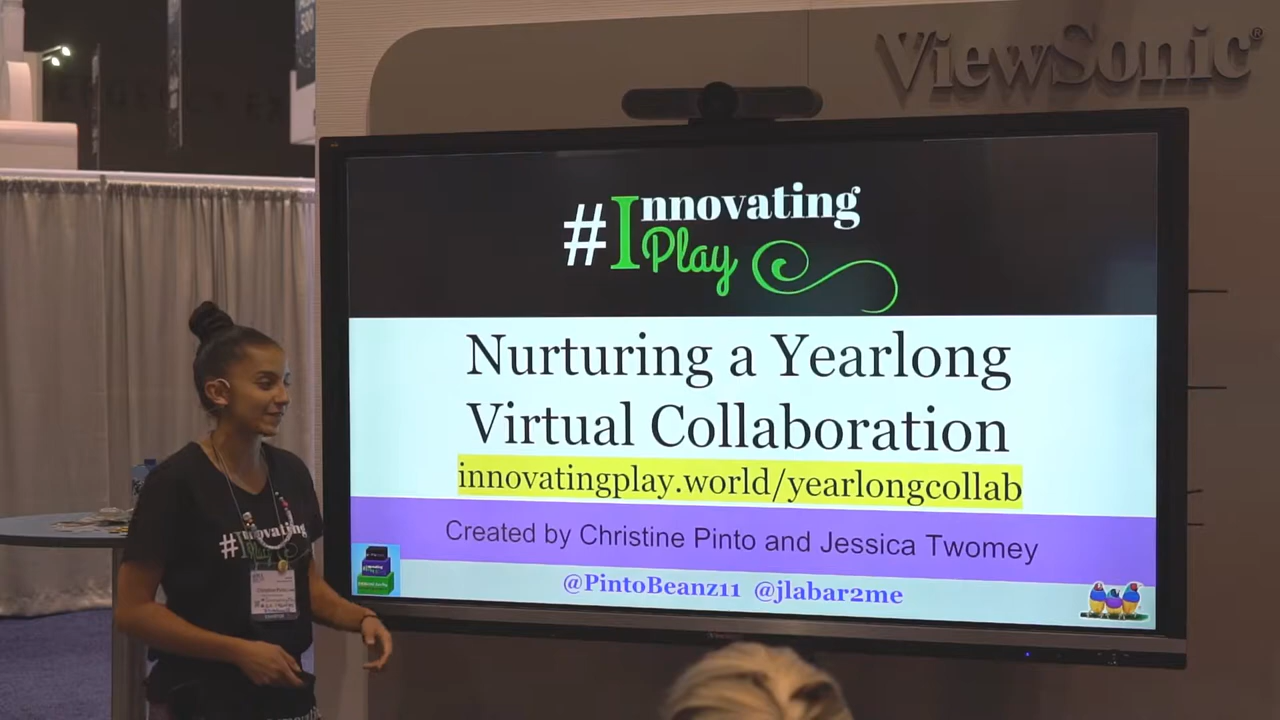 ViewSonic®
#Innovating
Play
Nurturing a Yearlong
Virtual Collaboration
innovatingplay.world/yearlongcollab
Created by Christine Pinto and Jessica Twomey
@PintoBeanz11 @jlabar2me
#Innovating
Play